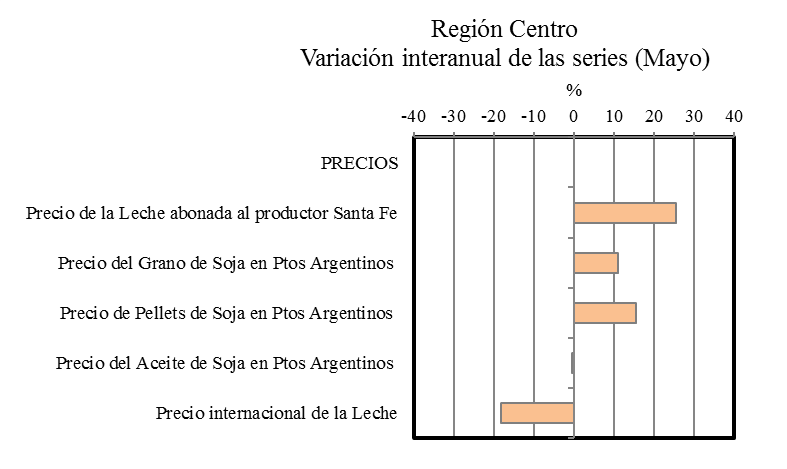 Región Centro
Variación interanual de las series (Mayo)
%
-40 -30 -20 -10 0 10 20 30 40
PRECIOS
Precio de la Leche abonada al productor Santa Fe
Precio del Grano de Soja en Ptos Argentinos
Precio de Pellets de Soja en Ptos Argentinos
Precio del Aceite de Soja en Ptos Argentinos
Precio internacional de la Leche